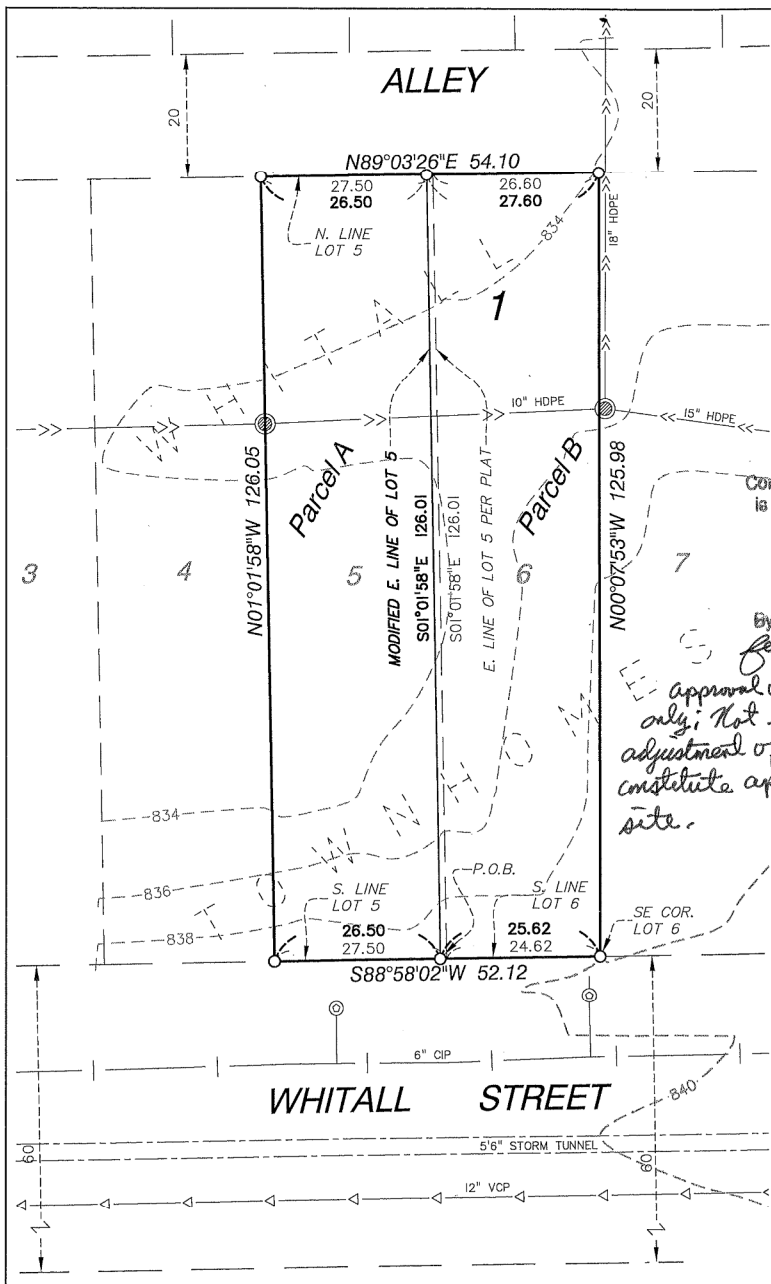 ALLEY
20
20
N89°03'26"E 54.10
27.50
26.50
26.60
27.60
N. LINE
LOT 5
834
18" HDPE
1
WHITALL
10" HDPE
15" HDPE
N01°01'58"W 126.05
Parcel A
MODIFIED E. LINE OF LOT 5
S01°01'58"E 126.01
S01°01'58"E 126.01
E. LINE OF LOT 5 PER PLAT
Parcel B
N00°07'53"W 125.98
3
4
5
6
7
is
By
approval
only; Not
adjustment
constitute
site.
TOWNHOMES
834
836
838
S. LINE
LOT 5
P.O.B.
S. LINE
LOT 6
SE COR.
LOT 6
26.50
27.50
25.62
24.62
S88°58'02"W 52.12
6" CIP
WHITALL STREET
840
5'6" STORM TUNNEL
60
60
12" VCP